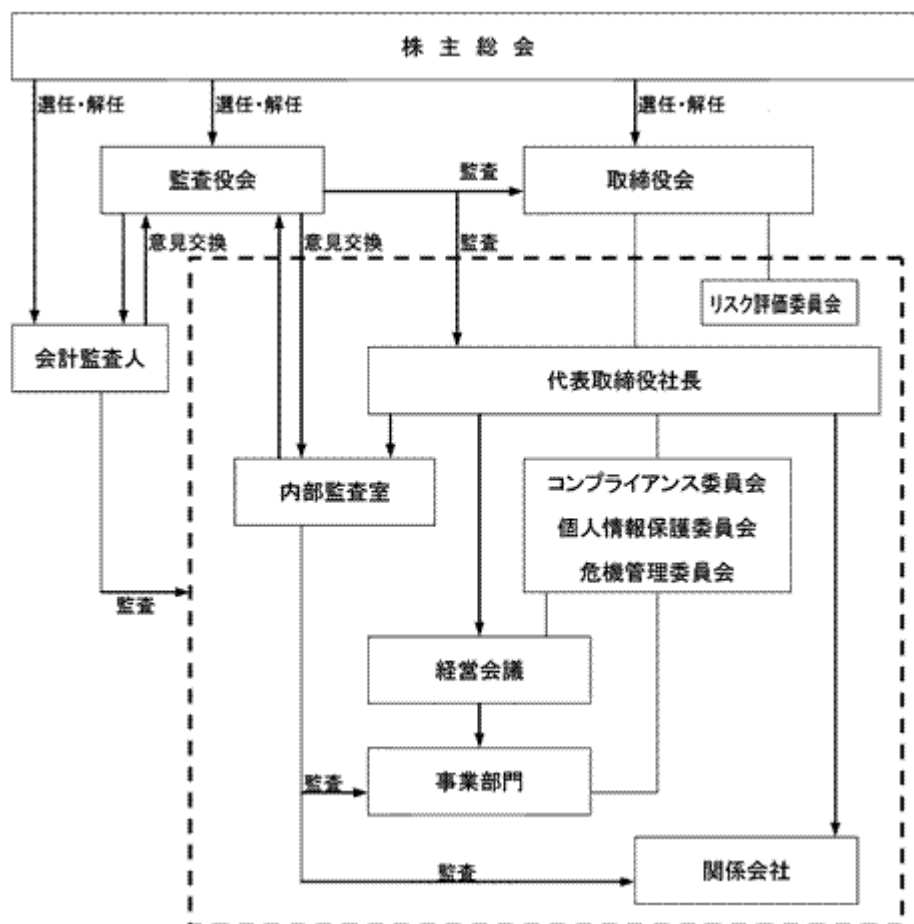 株主総会
選任・解任
選任・解任
選任・解任
監査役会
監査
取締役会
意見交換
意見交換
監査
リスク評価委員会
会計監査人
代表取締役社長
内部監査室
コンプライアンス委員会
個人情報保護委員会
危機管理委員会
監査
経営会議
監査
事業部門
監査
関係会社